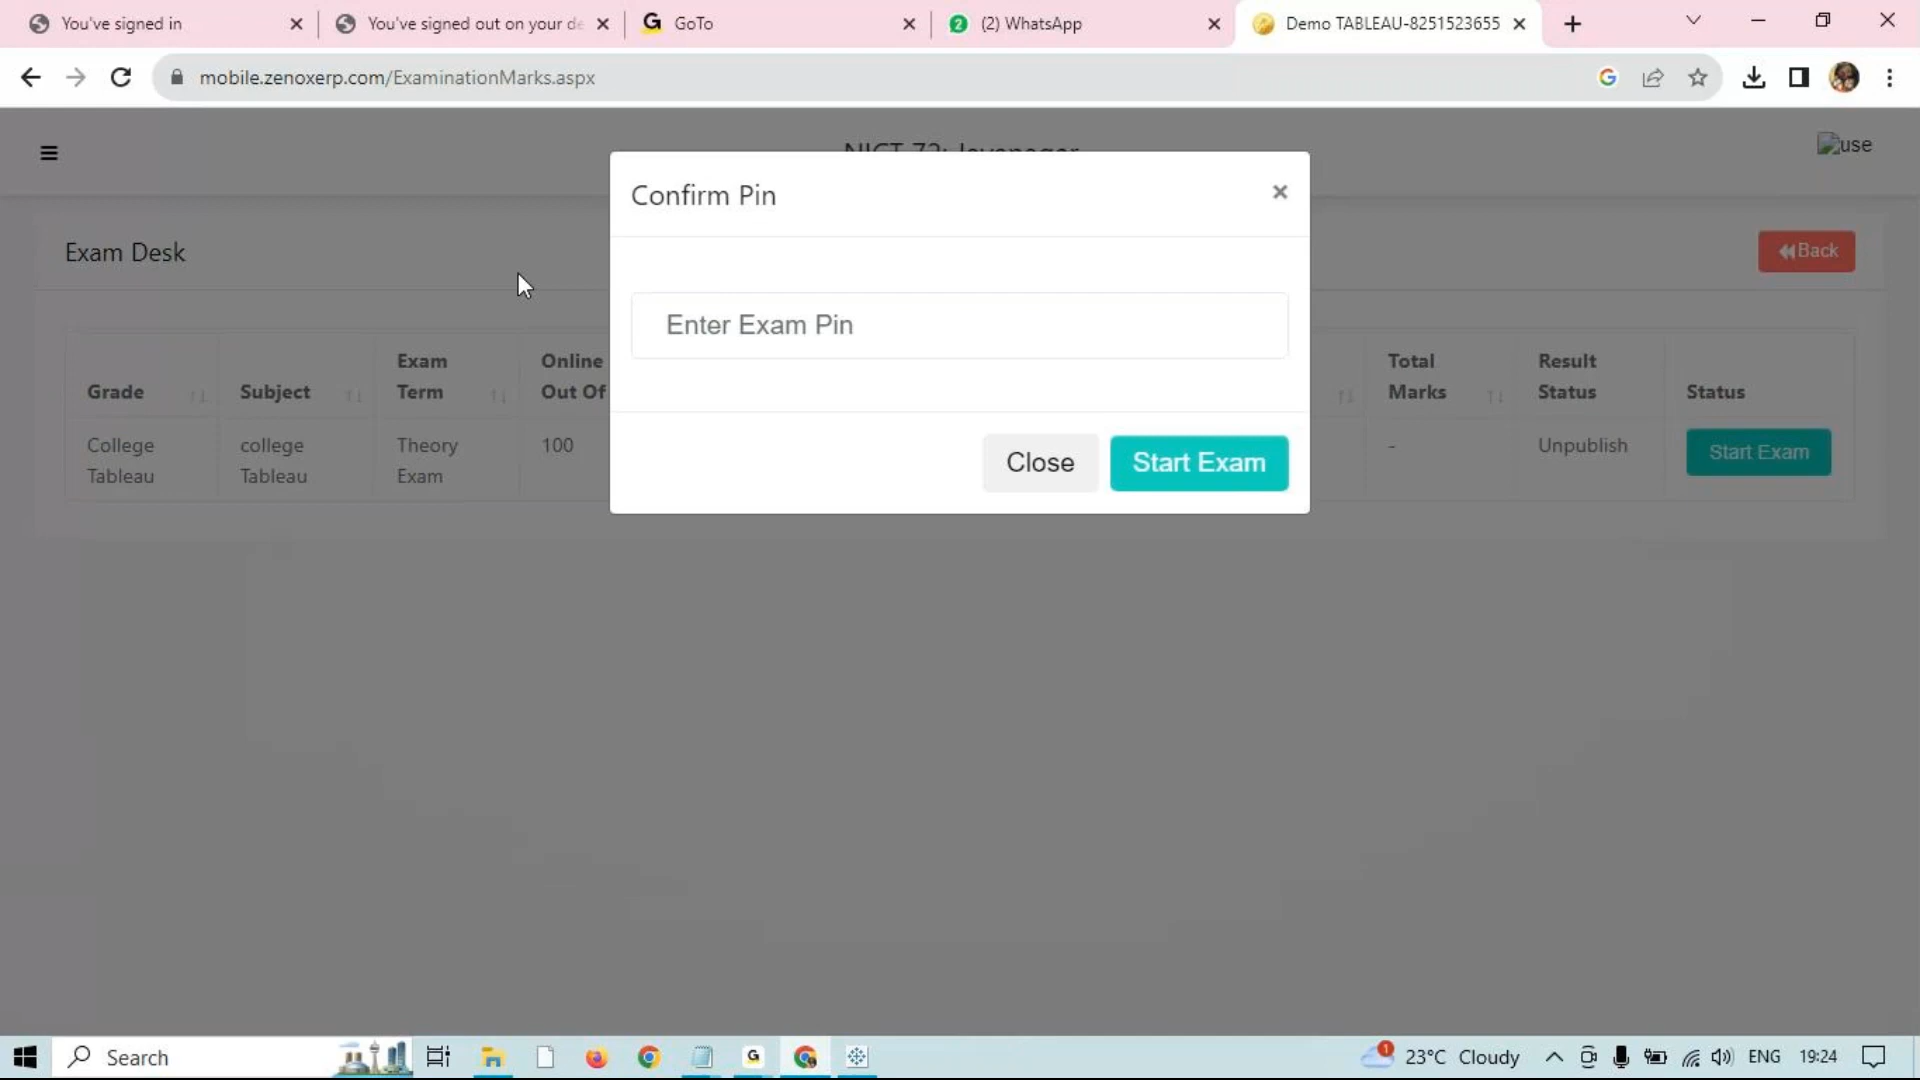 You've signed in
You've signed out on your de
GoTo
(2) WhatsApp
Demo TABLEAU-8251523655
mobile.zenoxerp.com/ExaminationMarks.aspx
use
Confirm Pin
Exam Desk
Back
Enter Exam Pin
Grade
Subject
Exam Term
Online Out Of
Total Marks
Result Status
Status
College Tableau
college Tableau
Theory Exam
100
-
Unpublish
Start Exam
Close
Start Exam
Search
1
23°C Cloudy
ENG
19:24